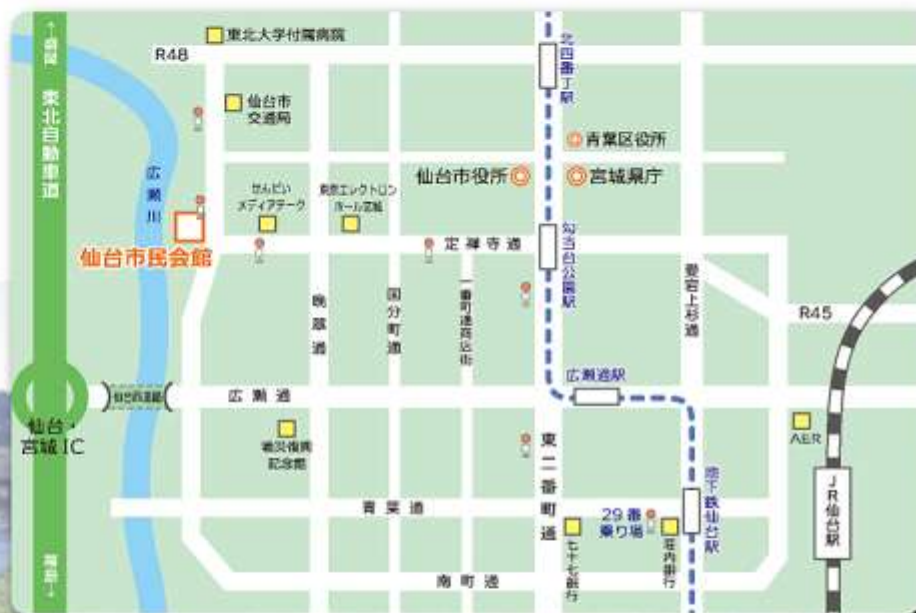 ←盛岡
東北自動車道
福島→
R48
東北大学付属病院
仙台市
交通局
広瀬川
せんだい
メディアテーク
東京エレクトロン
ホール宮城
仙台市民会館
北四番丁駅
青葉区役所
仙台市役所
宮城県庁
定禅寺通
勾当台公園駅
愛宕上杉通
R45
晩翠通
国分町通
一番町通商店街
広瀬通駅
仙台西道路
広瀬通
仙台・
宮城IC
戦災復興
記念館
東二番町通
AER
青葉通
29番
乗り場
地下鉄仙台駅
JR仙台駅
七十七銀行
荘内銀行
南町通